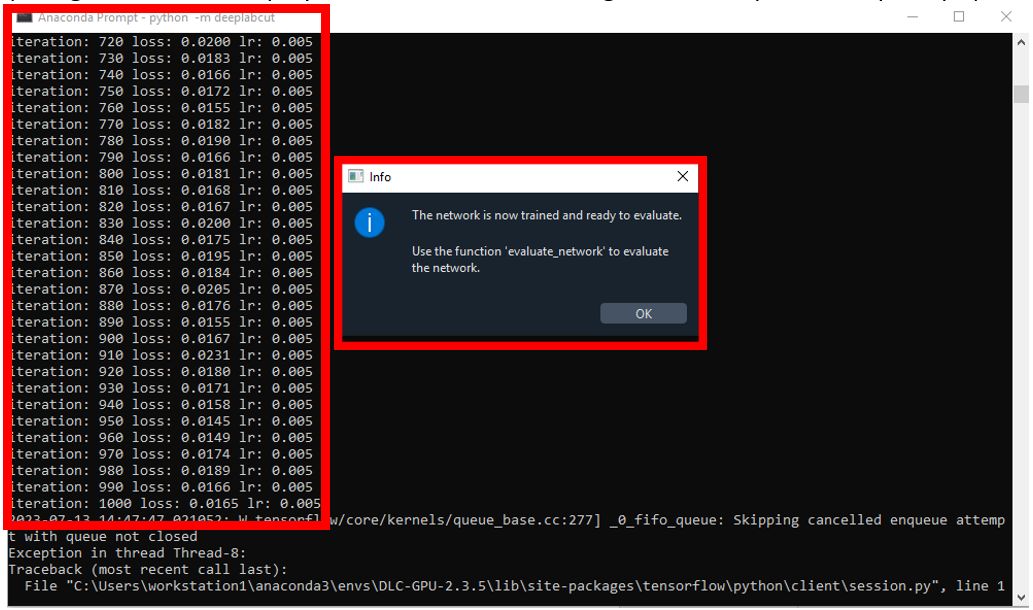 Anaconda Prompt - python  -m deeplabcut
iteration: 720 loss: 0.0200 lr: 0.005
iteration: 730 loss: 0.0183 lr: 0.005
iteration: 740 loss: 0.0166 lr: 0.005
iteration: 750 loss: 0.0172 lr: 0.005
iteration: 760 loss: 0.0155 lr: 0.005
iteration: 770 loss: 0.0182 lr: 0.005
iteration: 780 loss: 0.0190 lr: 0.005
iteration: 790 loss: 0.0166 lr: 0.005
iteration: 800 loss: 0.0181 lr: 0.005
iteration: 810 loss: 0.0168 lr: 0.005
iteration: 820 loss: 0.0167 lr: 0.005
iteration: 830 loss: 0.0200 lr: 0.005
iteration: 840 loss: 0.0175 lr: 0.005
iteration: 850 loss: 0.0195 lr: 0.005
iteration: 860 loss: 0.0184 lr: 0.005
iteration: 870 loss: 0.0205 lr: 0.005
iteration: 880 loss: 0.0176 lr: 0.005
iteration: 890 loss: 0.0155 lr: 0.005
iteration: 900 loss: 0.0167 lr: 0.005
iteration: 910 loss: 0.0231 lr: 0.005
iteration: 920 loss: 0.0180 lr: 0.005
iteration: 930 loss: 0.0171 lr: 0.005
iteration: 940 loss: 0.0158 lr: 0.005
iteration: 950 loss: 0.0145 lr: 0.005
iteration: 960 loss: 0.0149 lr: 0.005
iteration: 970 loss: 0.0174 lr: 0.005
iteration: 980 loss: 0.0189 lr: 0.005
iteration: 990 loss: 0.0166 lr: 0.005
iteration: 1000 loss: 0.0165 lr: 0.005
2023-07-13 14:47:47.021052: W tensorflow/core/kernels/queue_base.cc:277] _0_fifo_queue: Skipping cancelled enqueue attemp
t with queue not closed
Exception in thread Thread-8:
Traceback (most recent call last):
  File "C:\Users\workstation1\anaconda3\envs\DLC-GPU-2.3.5\lib\site-packages\tensorflow\python\client\session.py", line 1
Info
The network is now trained and ready to evaluate.
Use the function 'evaluate_network' to evaluate
the network.
OK